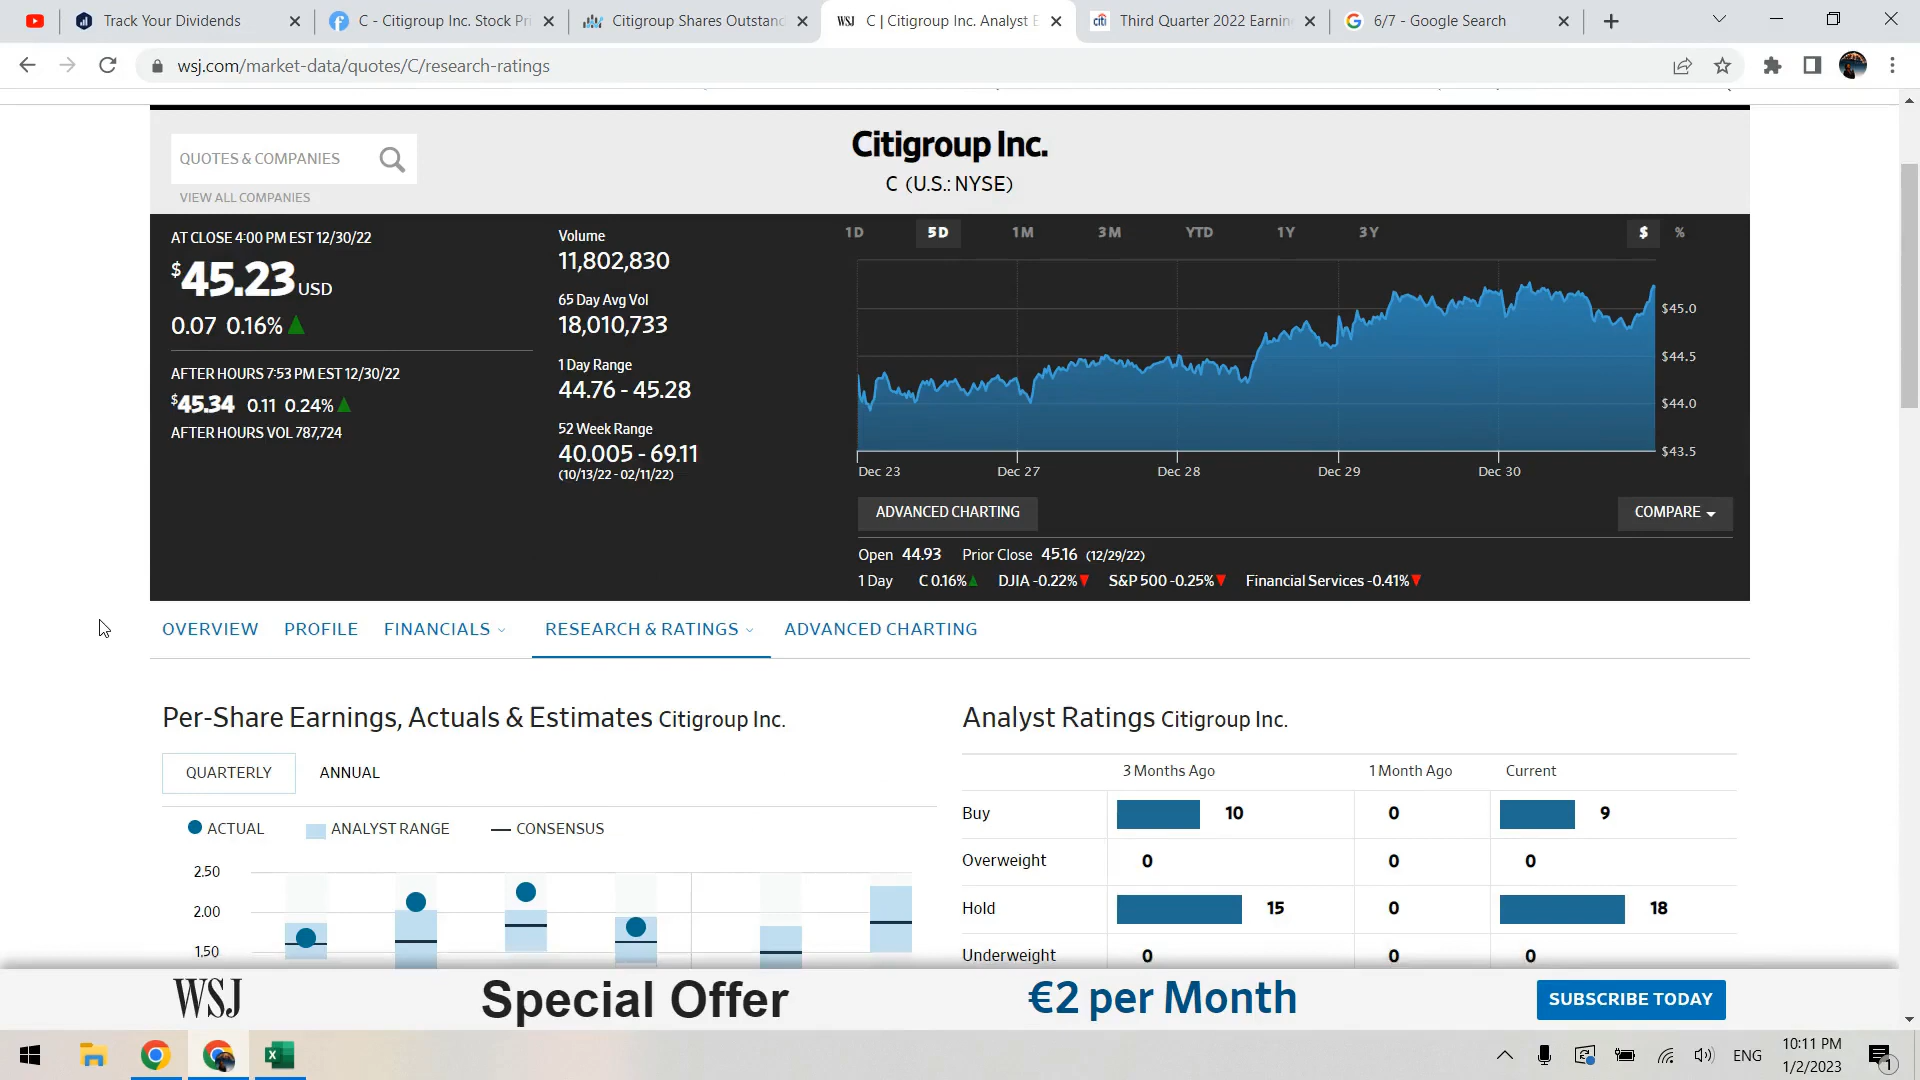 Track Your Dividends
C - Citigroup Inc. Stock Pri
Citigroup Shares Outstand
WSJ C | Citigroup Inc. Analyst E
citi Third Quarter 2022 Earnin
6/7 - Google Search
wsj.com/market-data/quotes/C/research-ratings
QUOTES & COMPANIES
VIEW ALL COMPANIES
Citigroup Inc.
C (U.S.: NYSE)
AT CLOSE 4:00 PM EST 12/30/22
$45.23 USD
0.07 0.16%
AFTER HOURS 7:53 PM EST 12/30/22
$45.34 0.11 0.24%
AFTER HOURS VOL 787,724
Volume
11,802,830
65 Day Avg Vol
18,010,733
1 Day Range
44.76 - 45.28
52 Week Range
40.005 - 69.11
(10/13/22 - 02/11/22)
1D 5D 1M 3M YTD 1Y 3Y $ %
$45.0
$44.5
$44.0
$43.5
Dec 23 Dec 27 Dec 28 Dec 29 Dec 30
ADVANCED CHARTING COMPARE
Open 44.93 Prior Close 45.16 (12/29/22)
1 Day C 0.16% DJIA -0.22% S&P 500 -0.25% Financial Services -0.41%
OVERVIEW PROFILE FINANCIALS RESEARCH & RATINGS ADVANCED CHARTING
Per-Share Earnings, Actuals & Estimates Citigroup Inc.
QUARTERLY ANNUAL
ACTUAL ANALYST RANGE CONSENSUS
2.50
2.00
1.50
Analyst Ratings Citigroup Inc.
3 Months Ago 1 Month Ago Current
Buy 10 0 9
Overweight 0 0 0
Hold 15 0 18
Underweight 0 0 0
WSJ Special Offer €2 per Month SUBSCRIBE TODAY
ENG
10:11 PM
1/2/2023
1